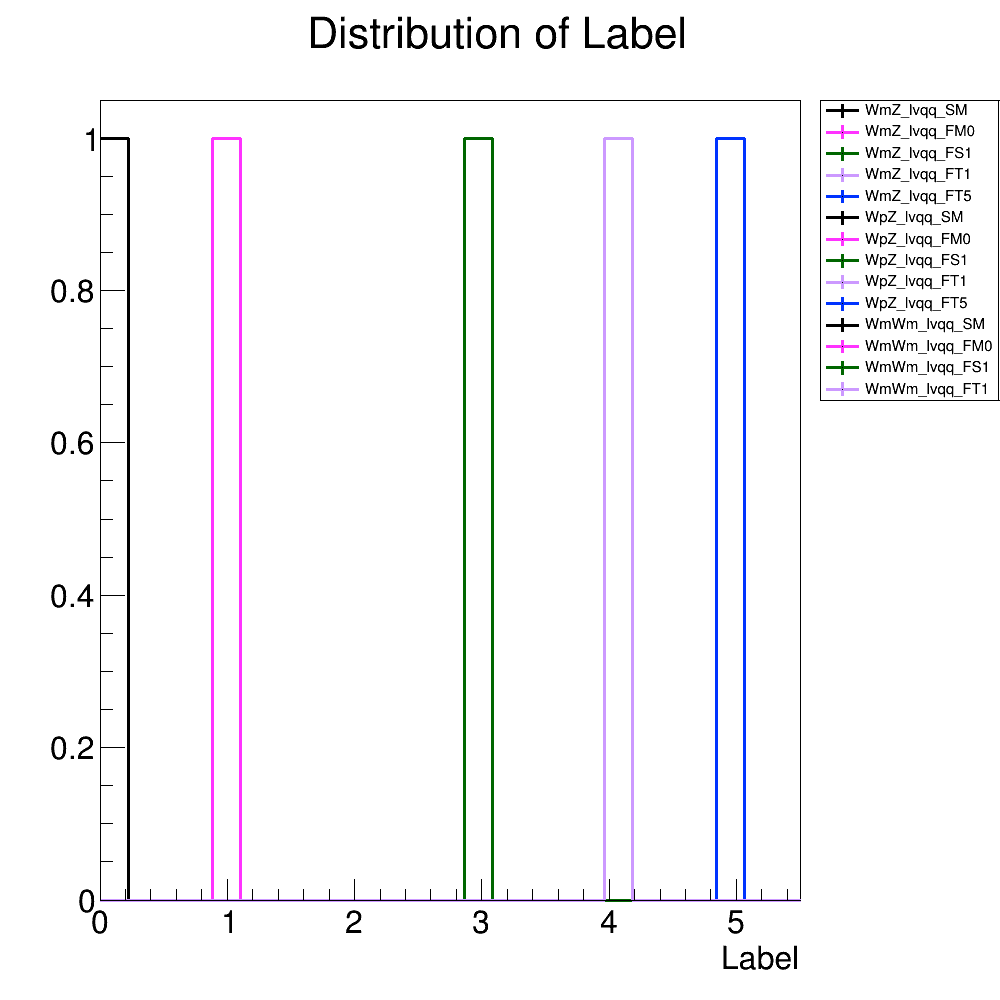 Distribution of Label
1
0.8
0.6
0.4
0.2
0
0 1 2 3 4 5
Label
WmZ_lvqq_SM
WmZ_lvqq_FM0
WmZ_lvqq_FS1
WmZ_lvqq_FT1
WmZ_lvqq_FT5
WpZ_lvqq_SM
WpZ_lvqq_FM0
WpZ_lvqq_FS1
WpZ_lvqq_FT1
WpZ_lvqq_FT5
WmWm_lvqq_SM
WmWm_lvqq_FM0
WmWm_lvqq_FS1
WmWm_lvqq_FT1